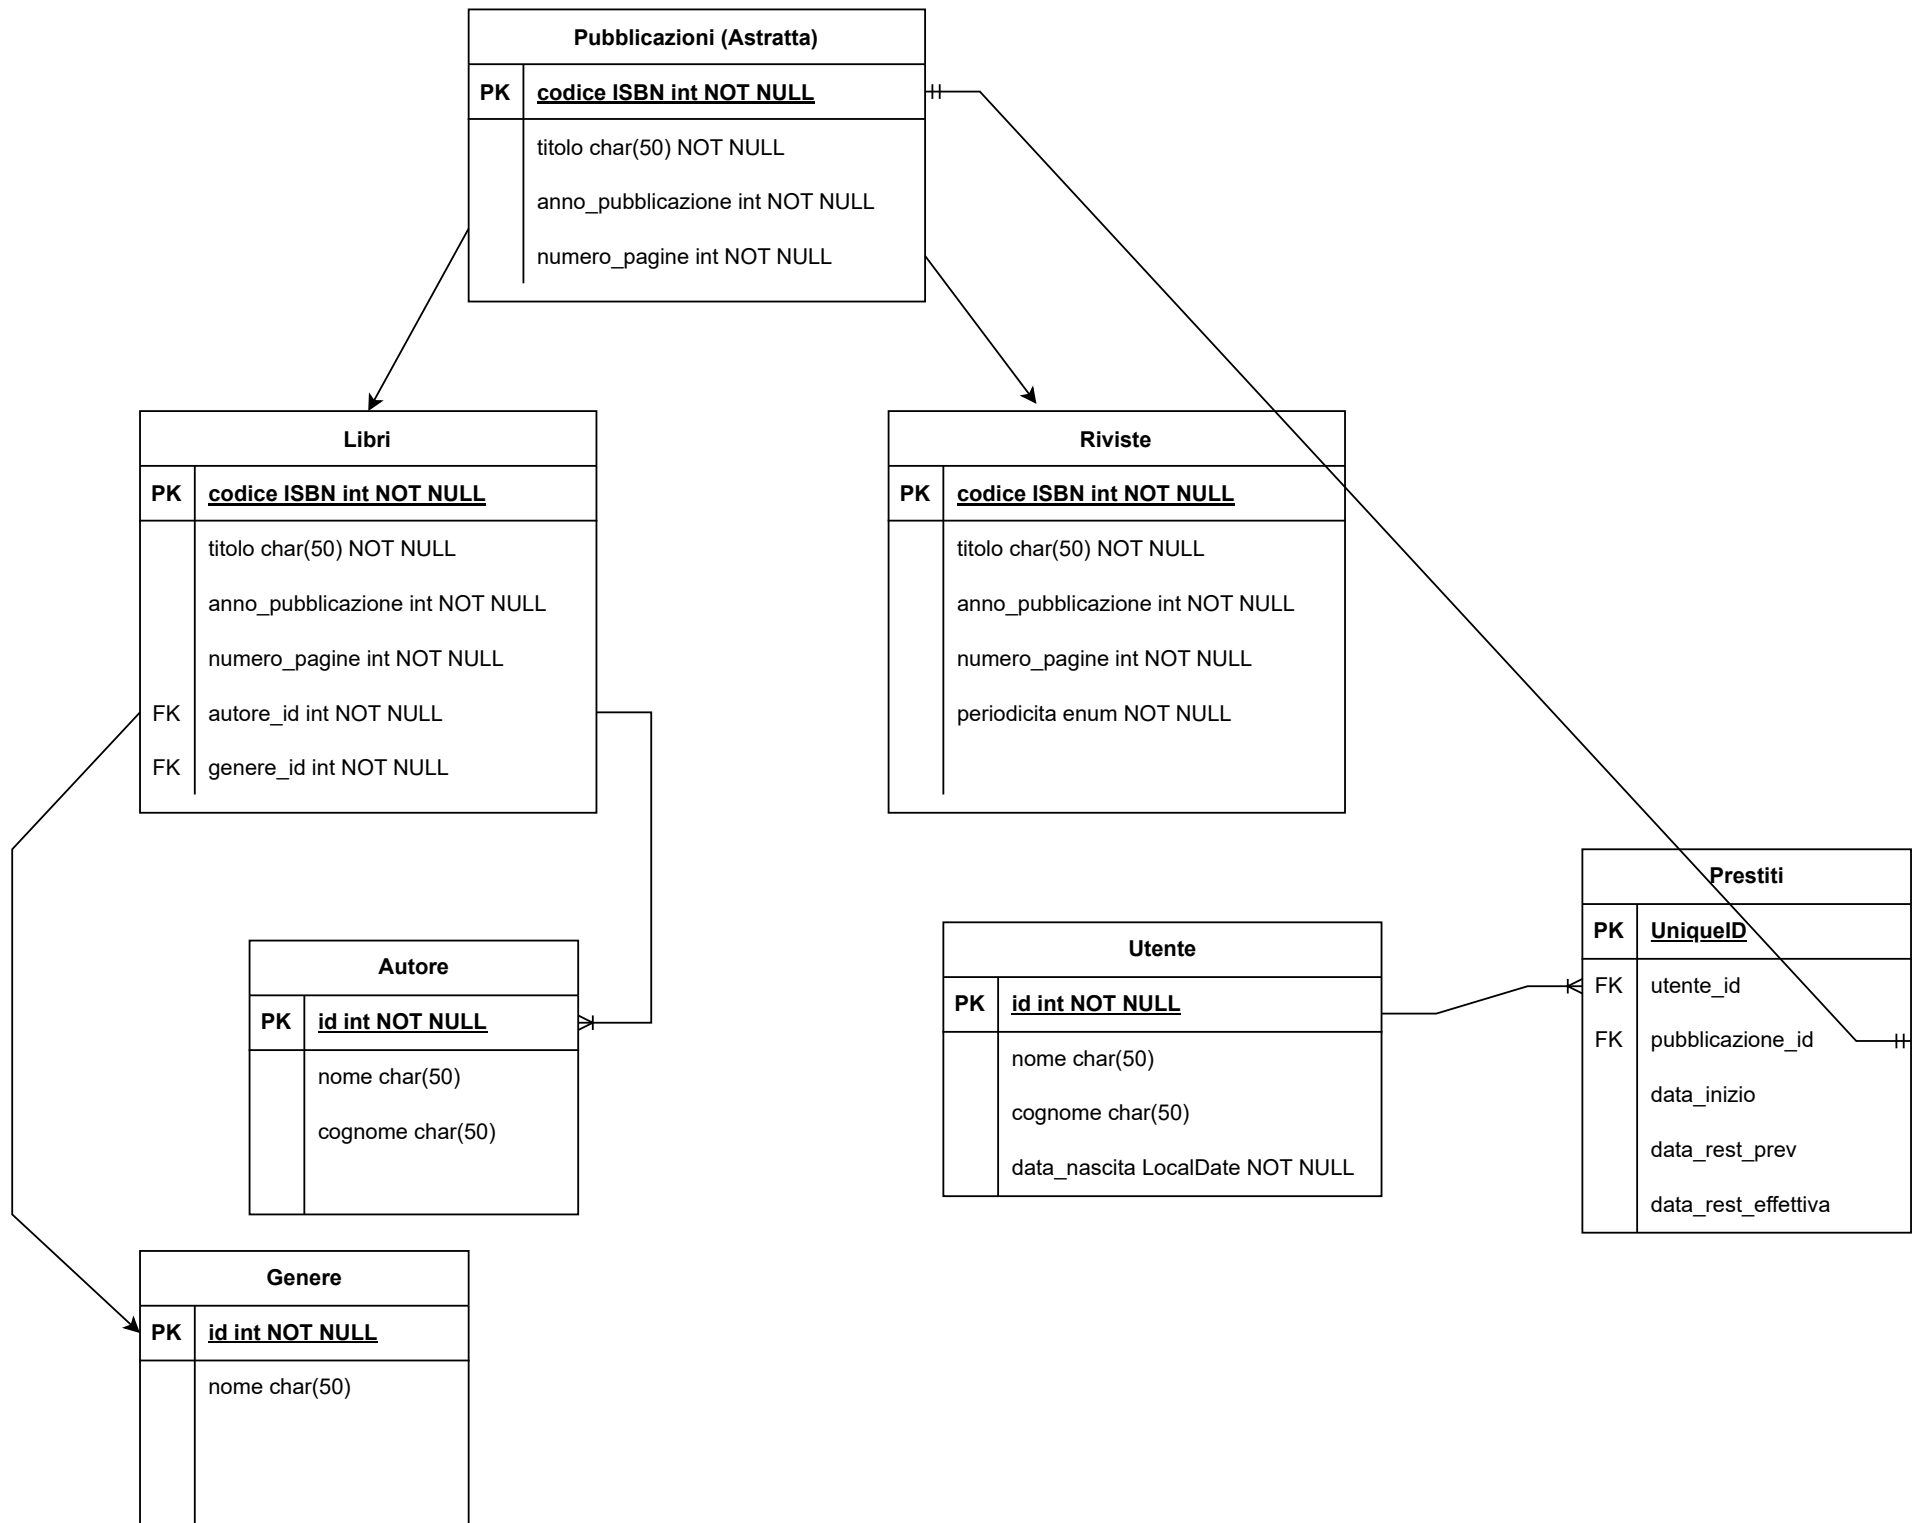 Pubblicazioni (Astratta)
PK codice ISBN int NOT NULL
titolo char(50) NOT NULL
anno_pubblicazione int NOT NULL
numero_pagine int NOT NULL
Libri
PK codice ISBN int NOT NULL
titolo char(50) NOT NULL
anno_pubblicazione int NOT NULL
numero_pagine int NOT NULL
FK autore_id int NOT NULL
FK genere_id int NOT NULL
Riviste
PK codice ISBN int NOT NULL
titolo char(50) NOT NULL
anno_pubblicazione int NOT NULL
numero_pagine int NOT NULL
periodicita enum NOT NULL
Prestiti
PK UniqueID
FK utente_id
FK pubblicazione_id
data_inizio
data_rest_prev
data_rest_effettiva
Utente
PK id int NOT NULL
nome char(50)
cognome char(50)
data_nascita LocalDate NOT NULL
Autore
PK id int NOT NULL
nome char(50)
cognome char(50)
Genere
PK id int NOT NULL
nome char(50)